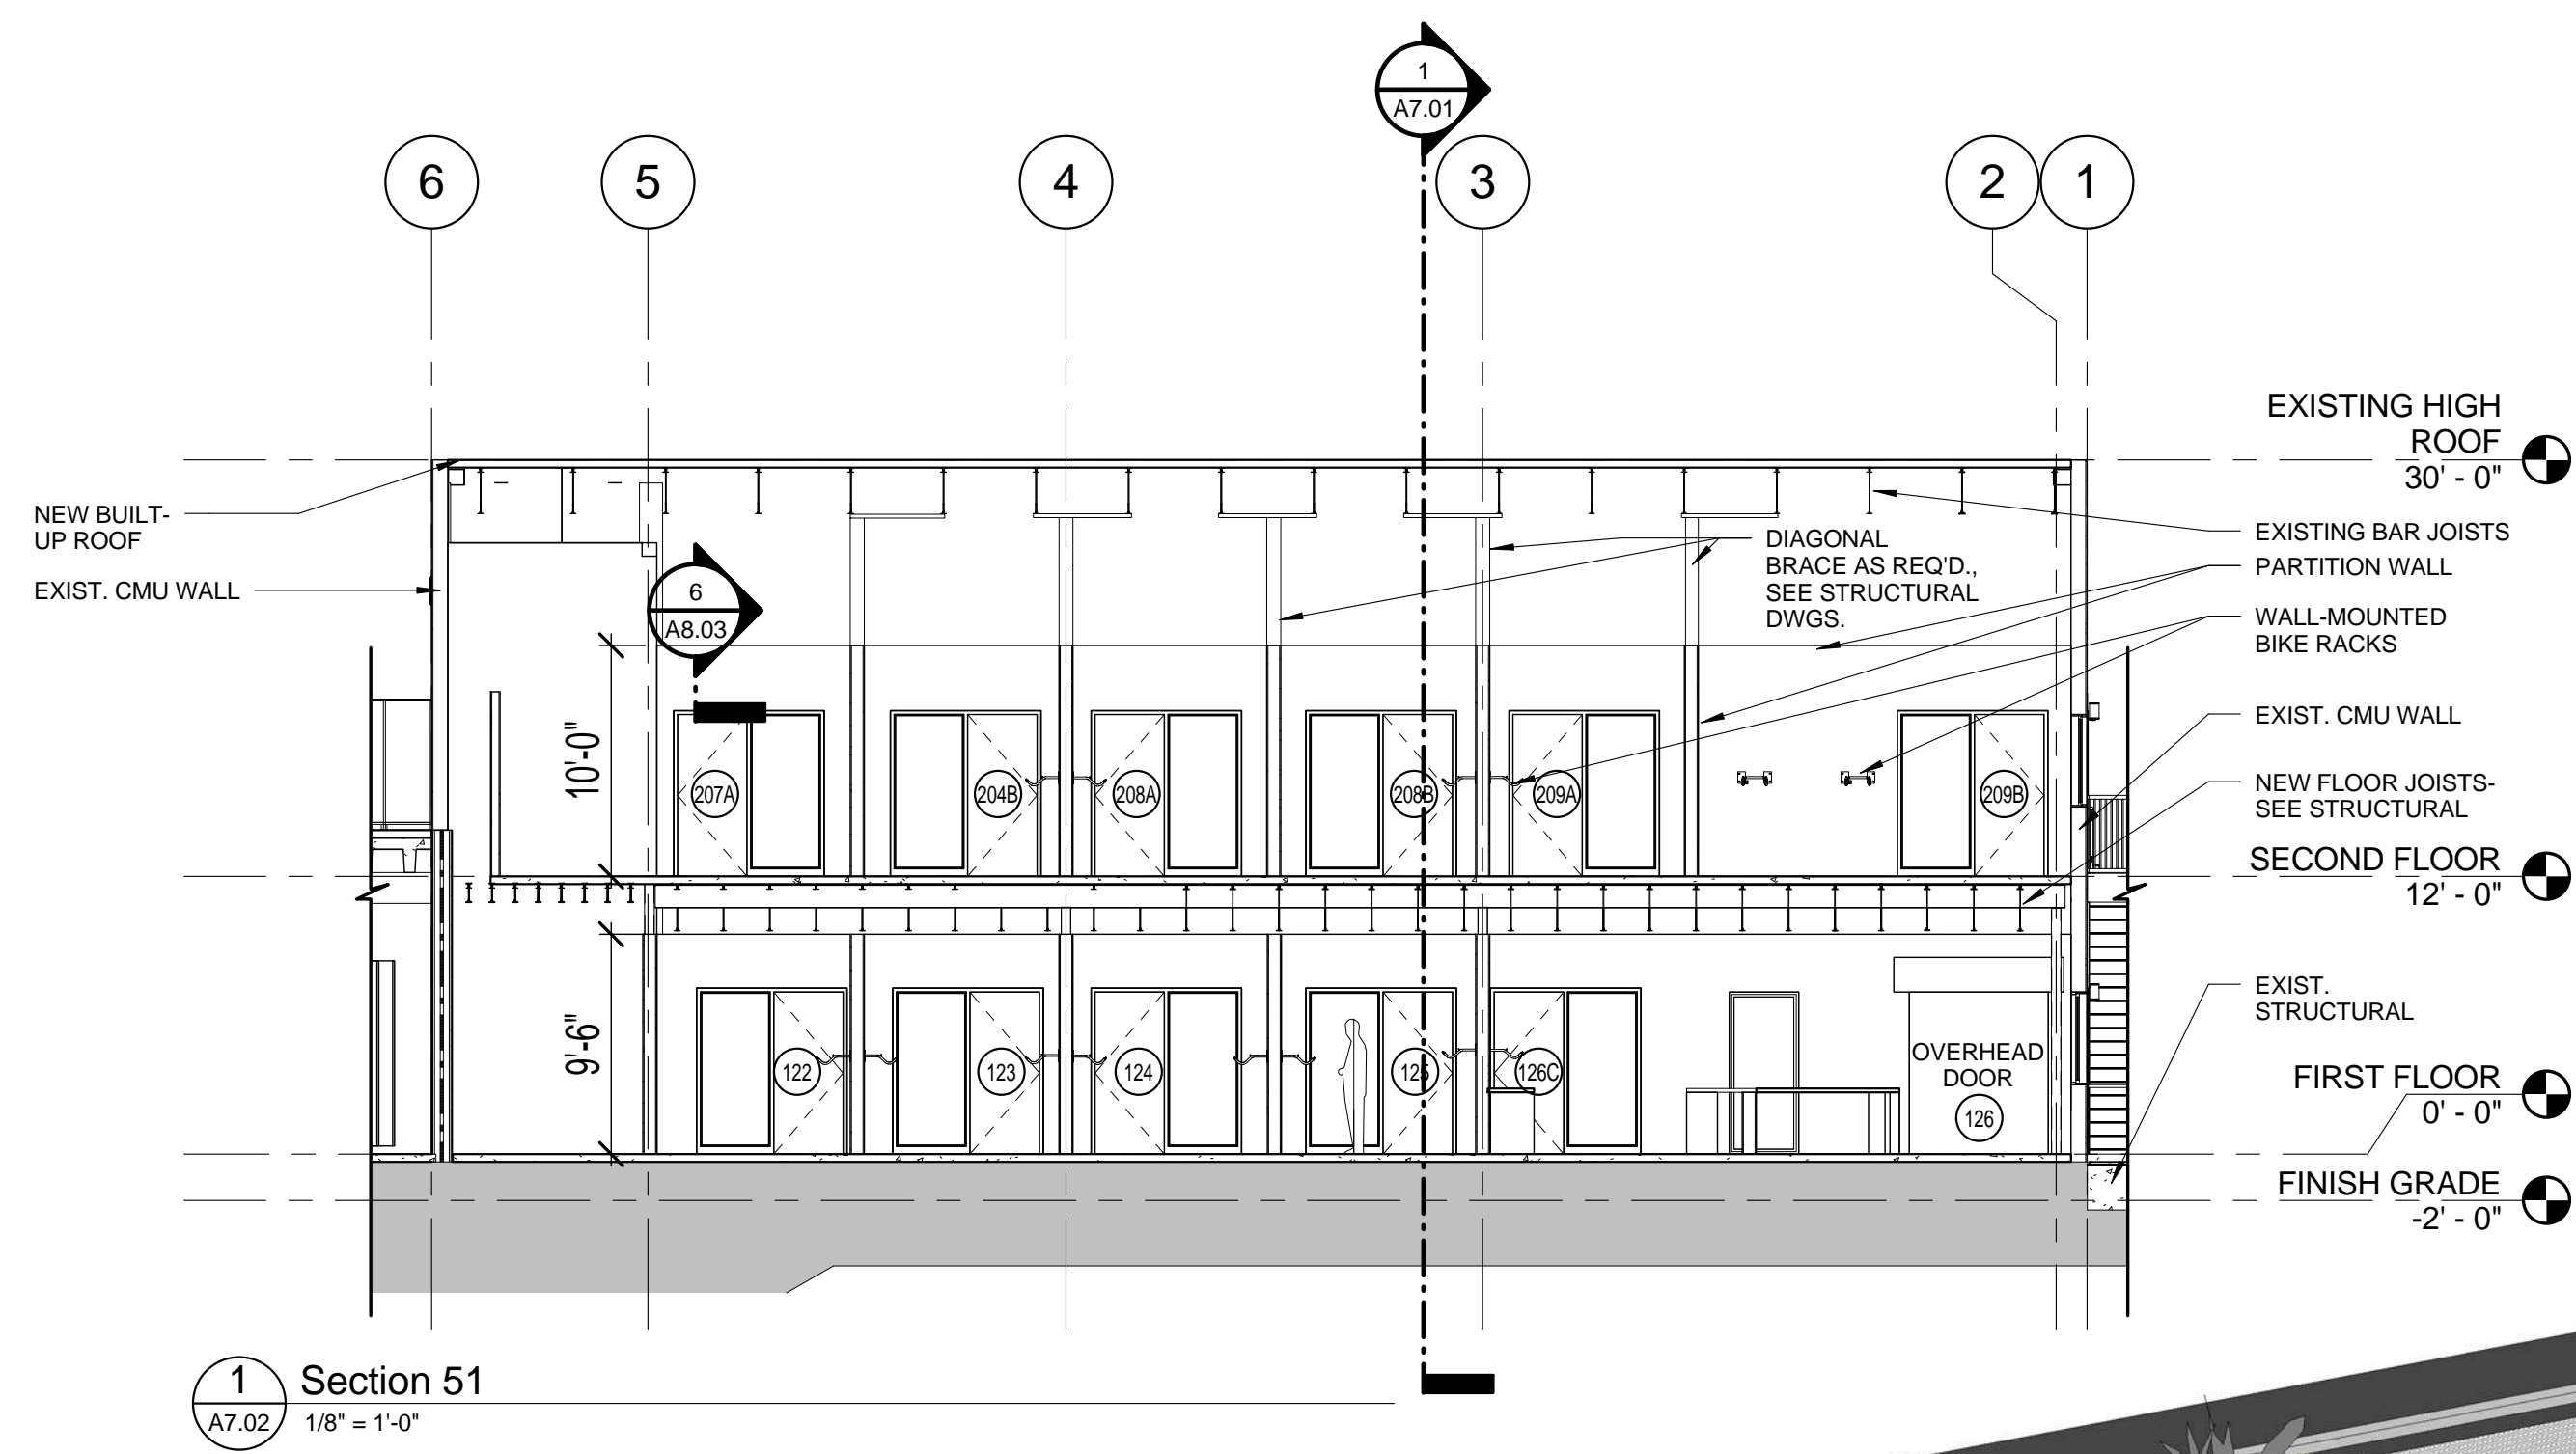 1
A7.01
6
5
4
3
2
1
EXISTING HIGH
ROOF
30' - 0"
NEW BUILT-
UP ROOF
EXIST. CMU WALL
6
A8.03
DIAGONAL
BRACE AS REQ'D.,
SEE STRUCTURAL
DWGS.
EXISTING BAR JOISTS
PARTITION WALL
WALL-MOUNTED
BIKE RACKS
EXIST. CMU WALL
NEW FLOOR JOISTS-
SEE STRUCTURAL
10'-0"
207A
204B
208A
208B
209A
209B
SECOND FLOOR
12' - 0"
9'-6"
122
123
124
125
126C
OVERHEAD
DOOR
126
EXIST.
STRUCTURAL
FIRST FLOOR
0' - 0"
FINISH GRADE
-2' - 0"
1
A7.02
Section 51
1/8" = 1'-0"